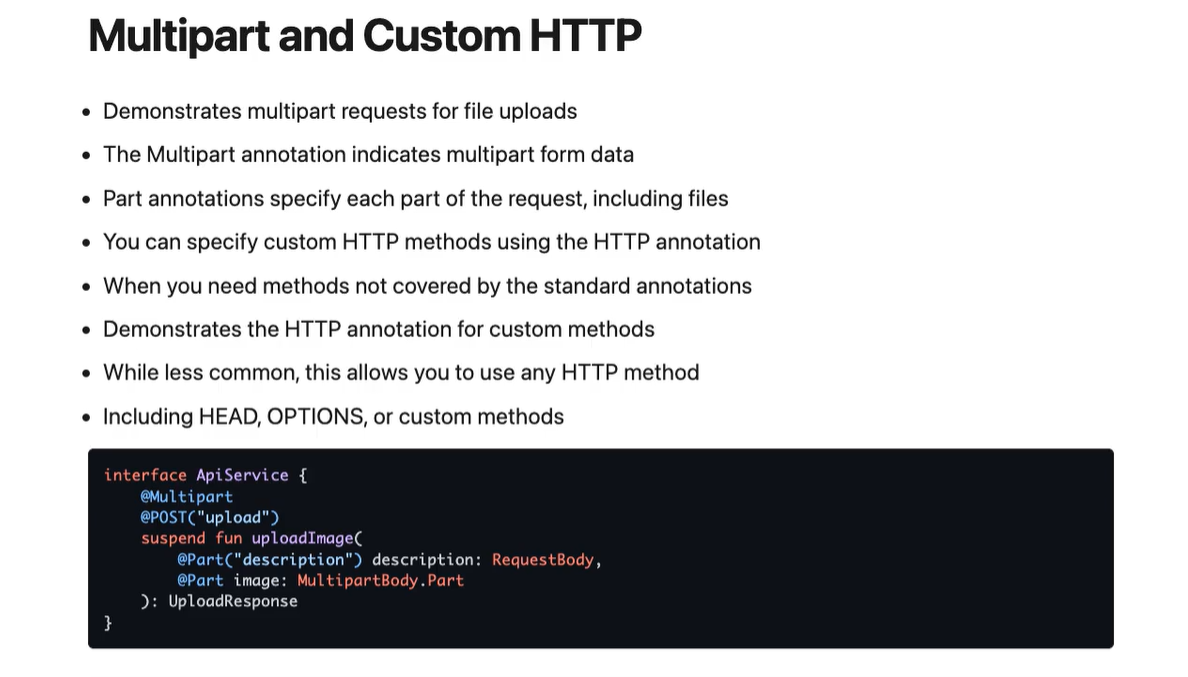 Multipart and Custom HTTP
• Demonstrates multipart requests for file uploads
• The Multipart annotation indicates multipart form data
• Part annotations specify each part of the request, including files
• You can specify custom HTTP methods using the HTTP annotation
• When you need methods not covered by the standard annotations
• Demonstrates the HTTP annotation for custom methods
• While less common, this allows you to use any HTTP method
• Including HEAD, OPTIONS, or custom methods
interface ApiService {
    @Multipart
    @POST("upload")
    suspend fun uploadImage(
        @Part("description") description: RequestBody,
        @Part image: MultipartBody.Part
    ): UploadResponse
}